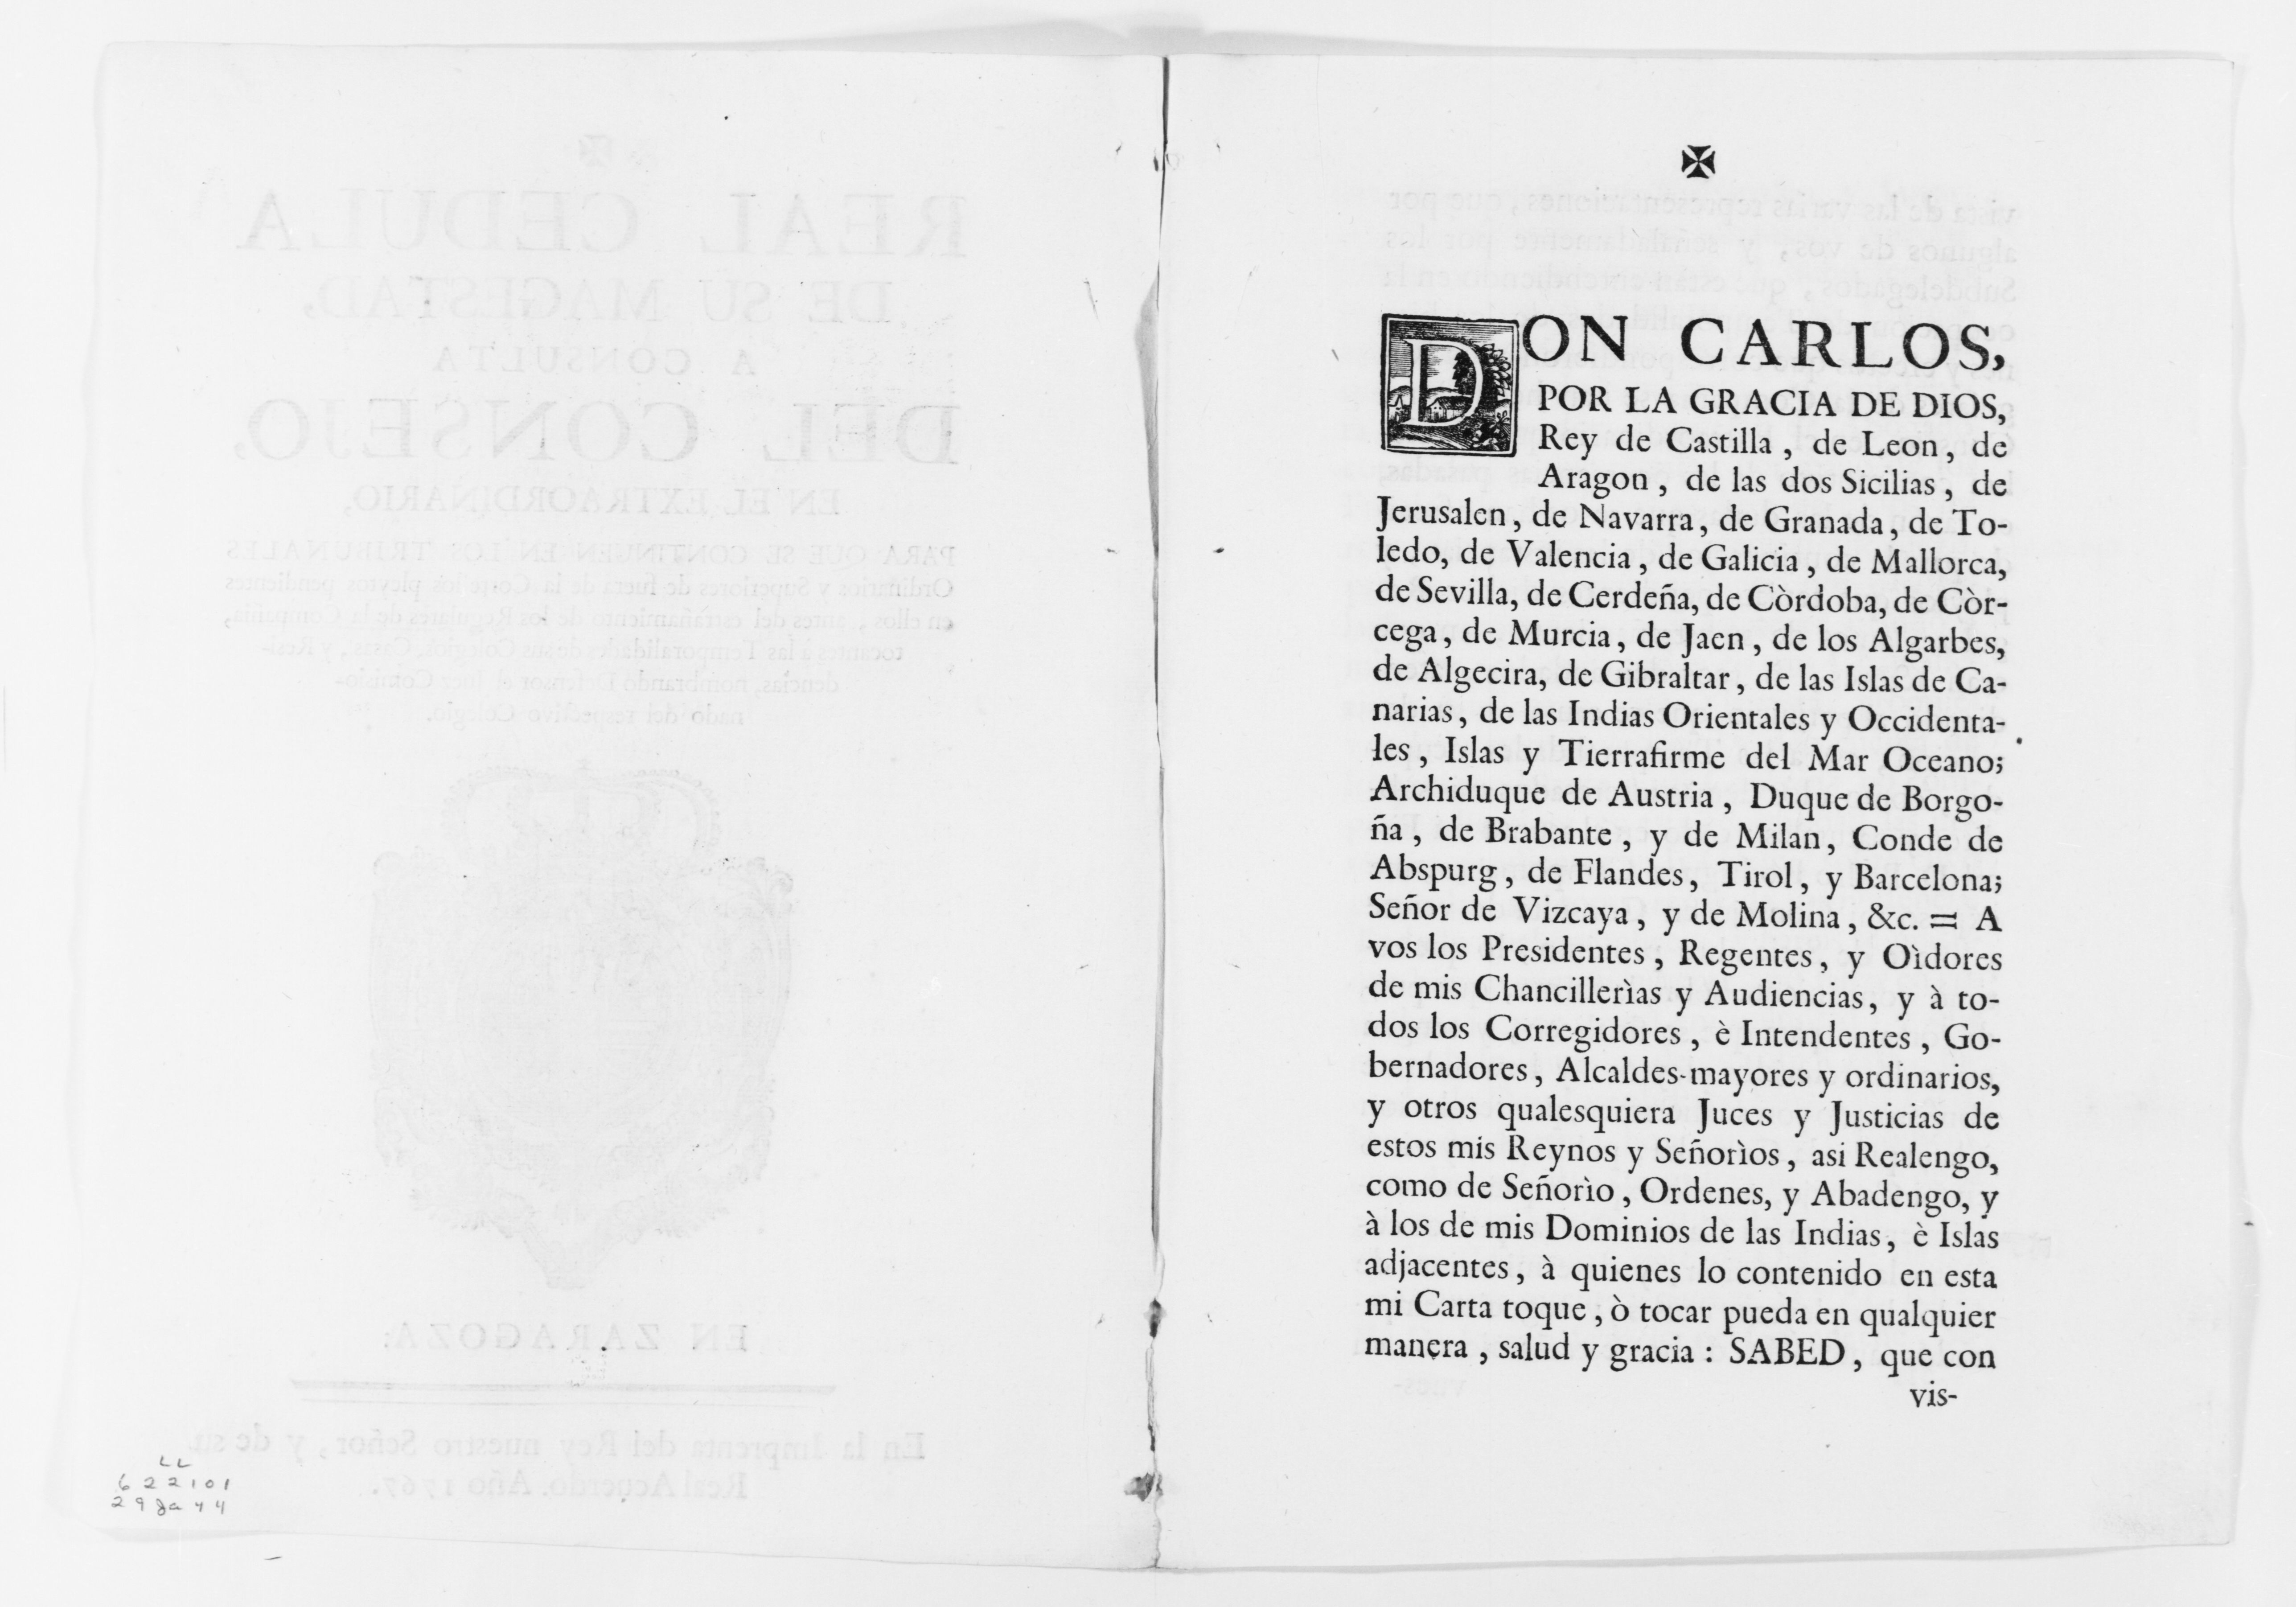 LL
622101
29Ja44
✠
DON CARLOS,
POR LA GRACIA DE DIOS,
Rey de Castilla , de Leon , de
Aragon , de las dos Sicilias , de
Jerusalen , de Navarra , de Granada , de To-
ledo, de Valencia , de Galicia , de Mallorca,
de Sevilla, de Cerdeña, de Còrdoba, de Còr-
cega , de Murcia , de Jaen , de los Algarbes,
de Algecira, de Gibraltar , de las Islas de Ca-
narias , de las Indias Orientales y Occidenta-
les , Islas y Tierrafirme del Mar Oceano;
Archiduque de Austria , Duque de Borgo-
ña , de Brabante , y de Milan , Conde de
Abspurg , de Flandes , Tirol , y Barcelona;
Señor de Vizcaya , y de Molina , &c. = A
vos los Presidentes , Regentes , y Oìdores
de mis Chancillerìas y Audiencias , y à to-
dos los Corregidores , è Intendentes , Go-
bernadores , Alcaldes-mayores y ordinarios,
y otros qualesquiera Juces y Justicias de
estos mis Reynos y Señorìos , asi Realengo,
como de Señorìo , Ordenes, y Abadengo, y
à los de mis Dominios de las Indias , è Islas
adjacentes , à quienes lo contenido en esta
mi Carta toque , ò tocar pueda en qualquier
manera , salud y gracia : SABED , que con
vis-